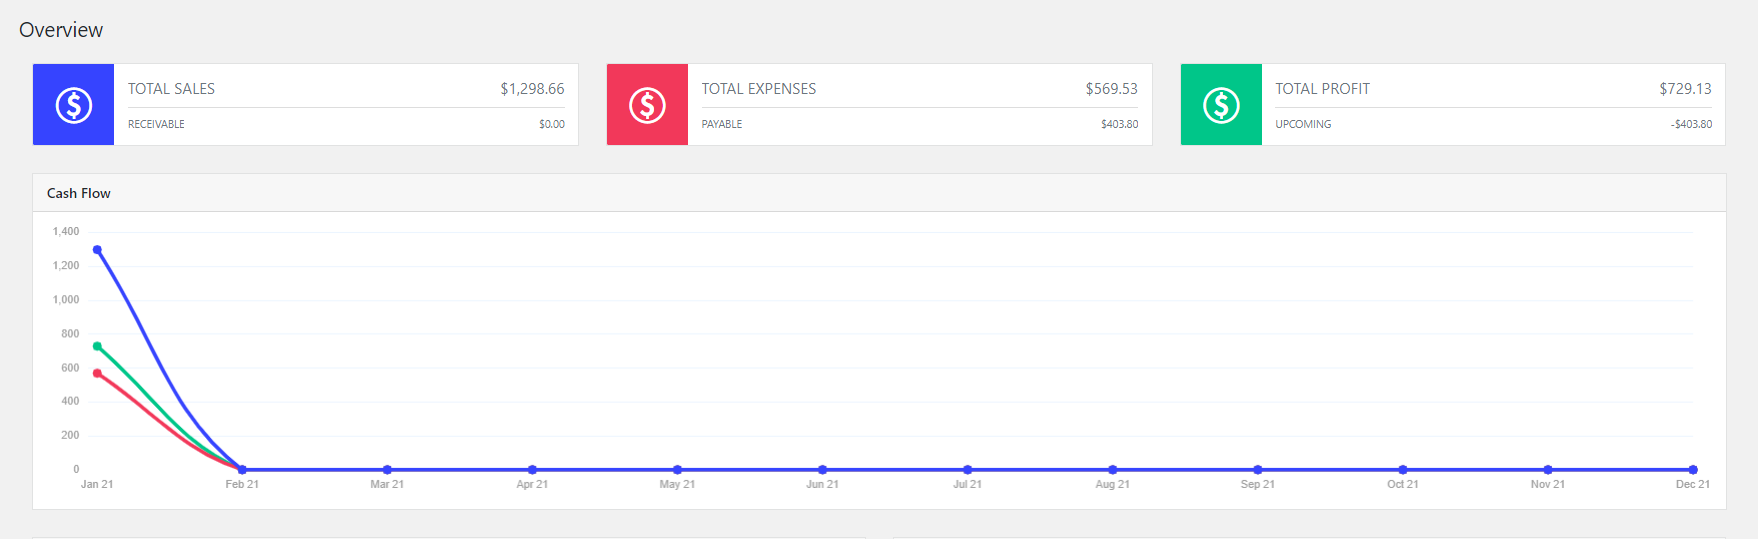 Overview
TOTAL SALES $1,298.66
RECEIVABLE $0.00
TOTAL EXPENSES $569.53
PAYABLE $403.80
TOTAL PROFIT $729.13
UPCOMING -$403.80
Cash Flow
1,400
1,200
1,000
800
600
400
200
0
Jan 21 Feb 21 Mar 21 Apr 21 May 21 Jun 21 Jul 21 Aug 21 Sep 21 Oct 21 Nov 21 Dec 21